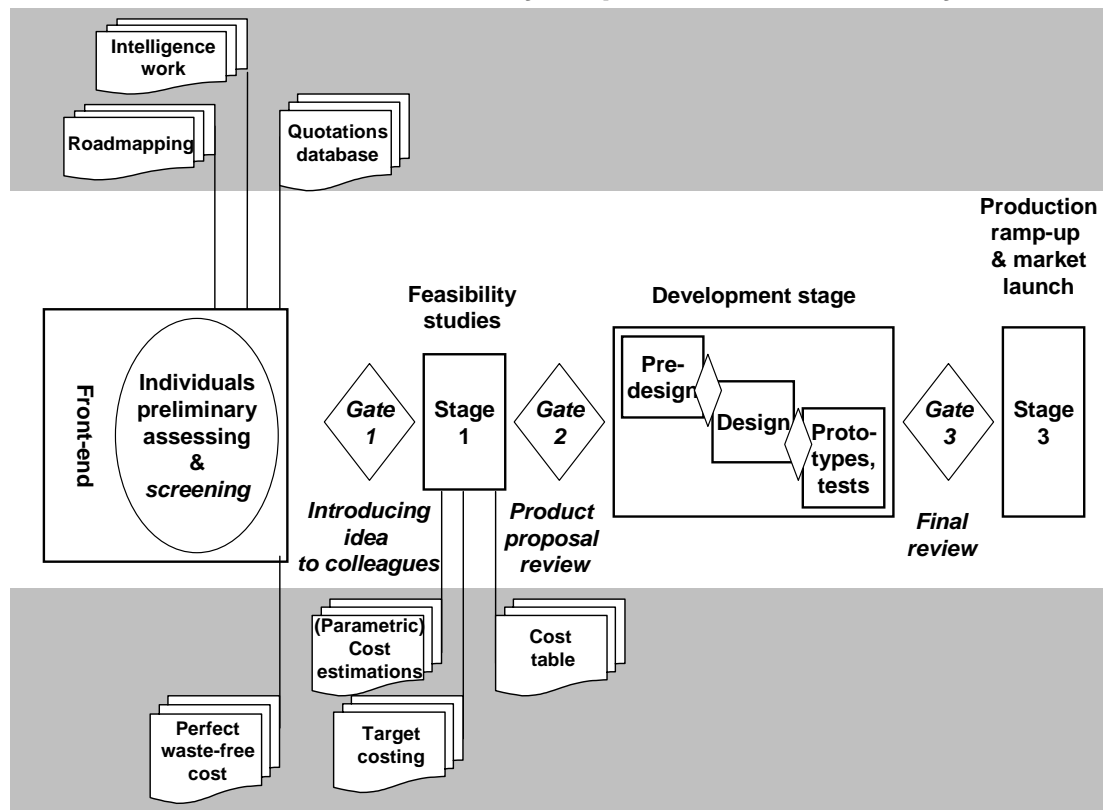 Intelligence
work
Roadmapping
Quotations
database
Production
ramp-up
& market
launch
Feasibility
studies
Development stage
Front-end
Individuals
preliminary
assessing
&
screening
Gate
1
Stage
1
Gate
2
Pre-
design
Design
Proto-
types,
tests
Gate
3
Stage
3
Introducing
idea
to colleagues
Product
proposal
review
Final
review
(Parametric)
Cost
estimations
Cost
table
Perfect
waste-free
cost
Target
costing